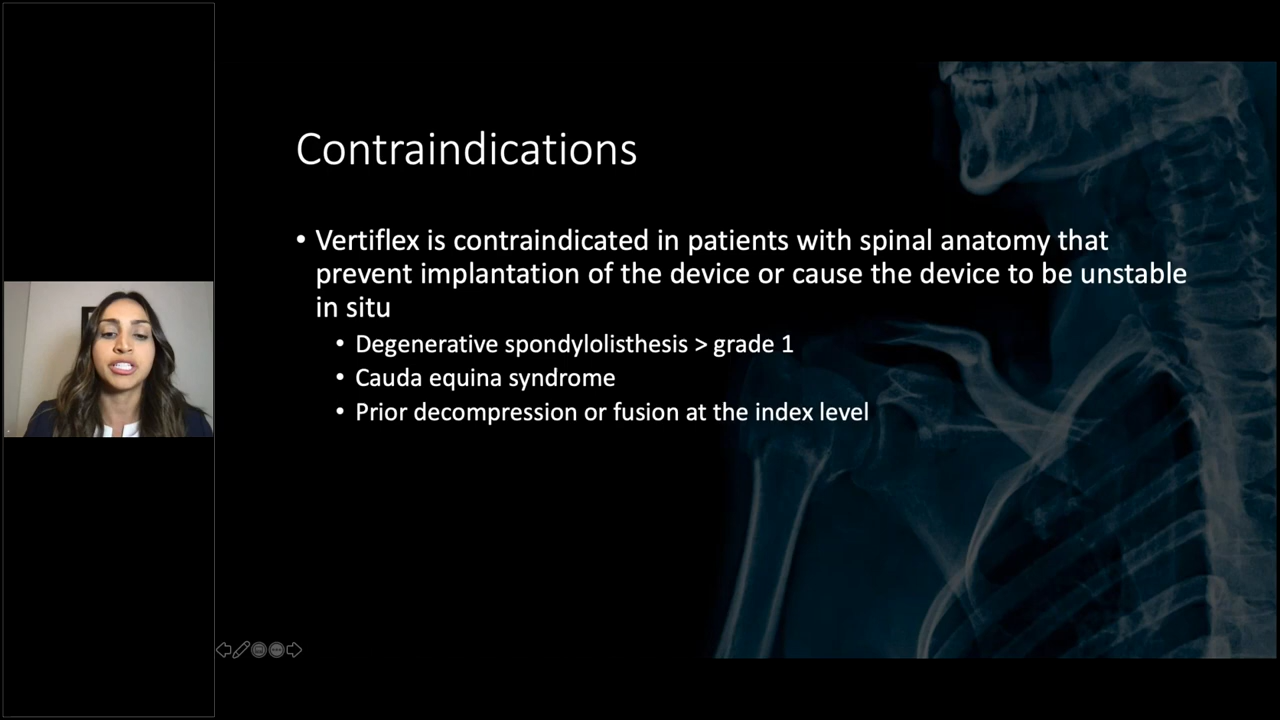 Contraindications
• Vertiflex is contraindicated in patients with spinal anatomy that
prevent implantation of the device or cause the device to be unstable
in situ
• Degenerative spondylolisthesis > grade 1
• Cauda equina syndrome
• Prior decompression or fusion at the index level